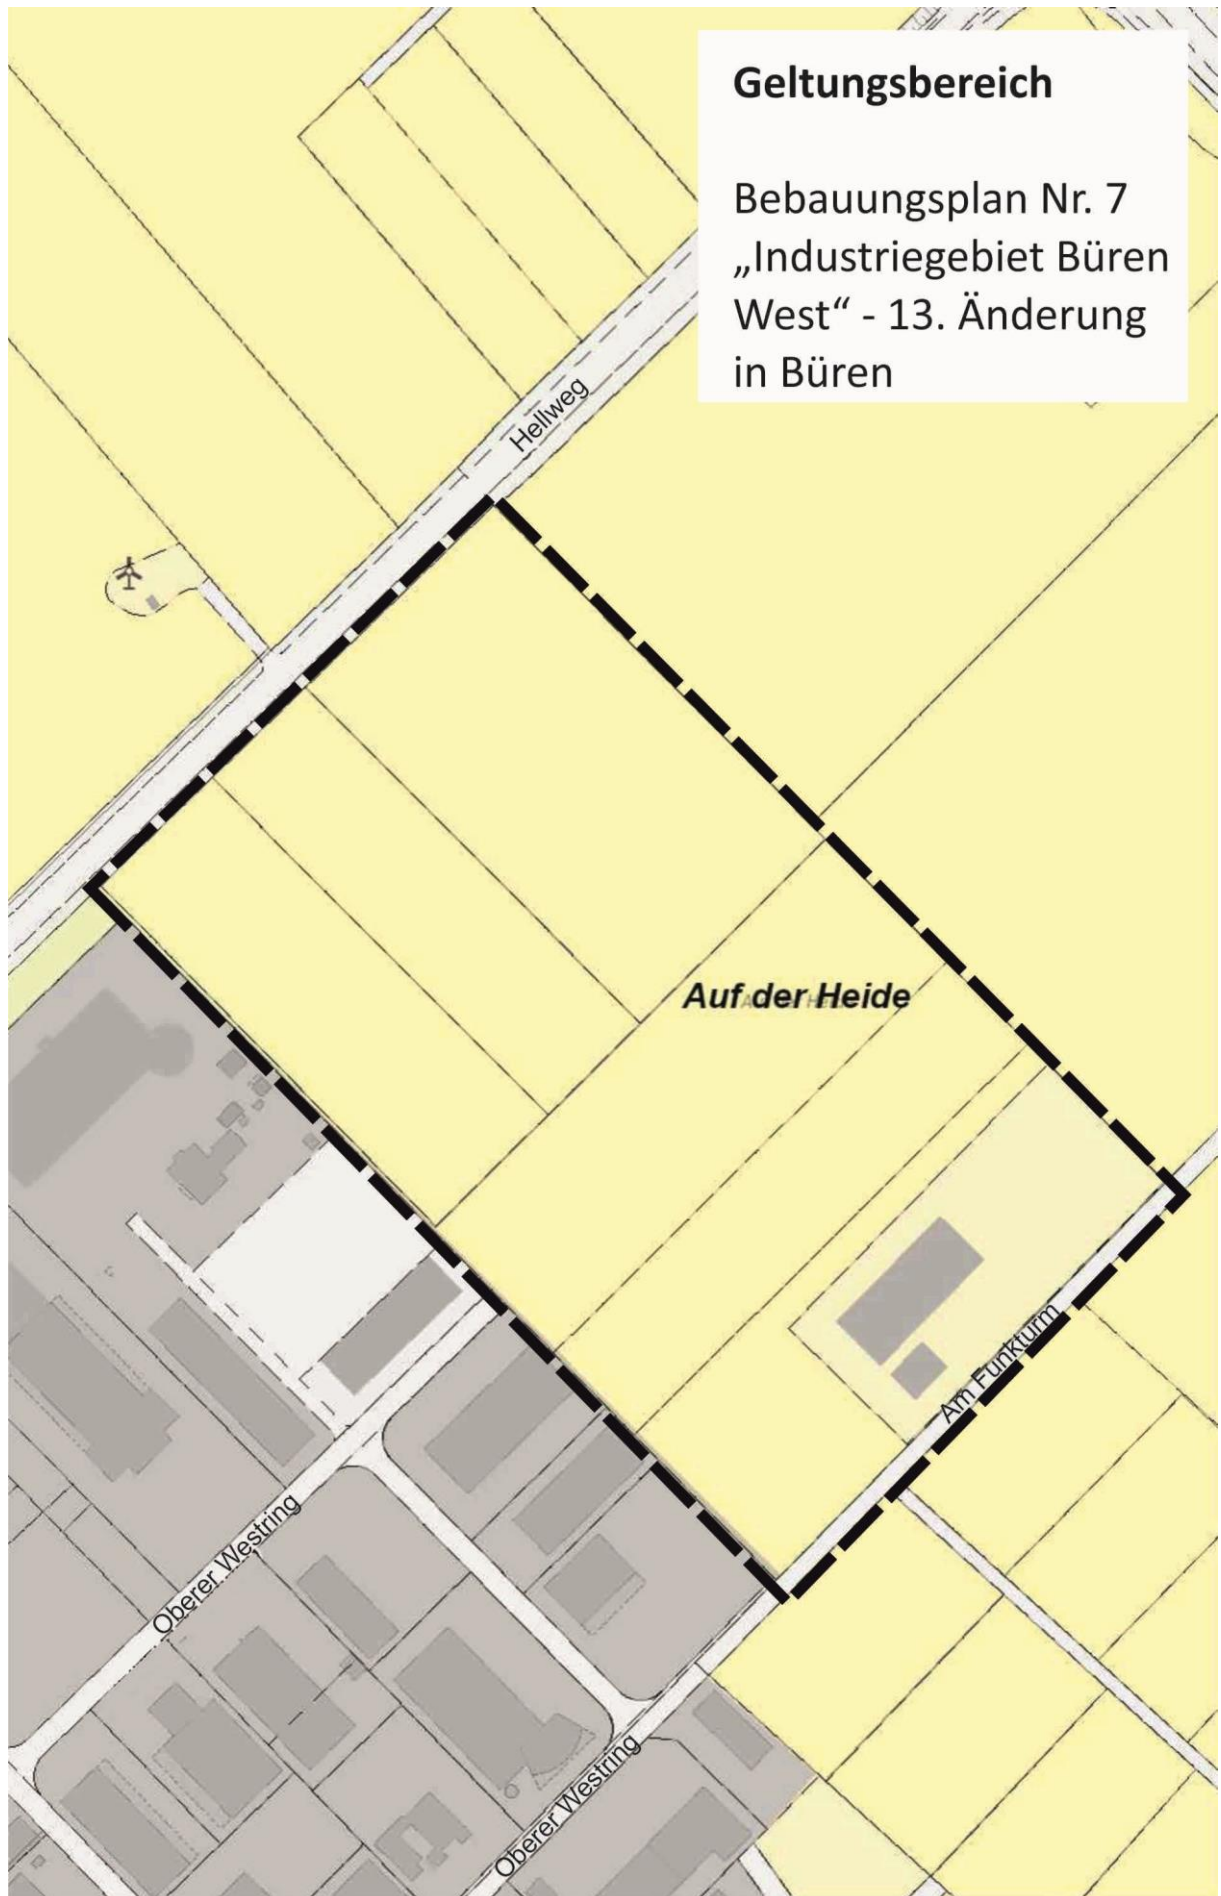 Geltungsbereich
Bebauungsplan Nr. 7
„Industriegebiet Büren
West“ - 13. Änderung
in Büren
Hellweg
Auf der Heide
Am Funkturm
Oberer Westring
Oberer Westring